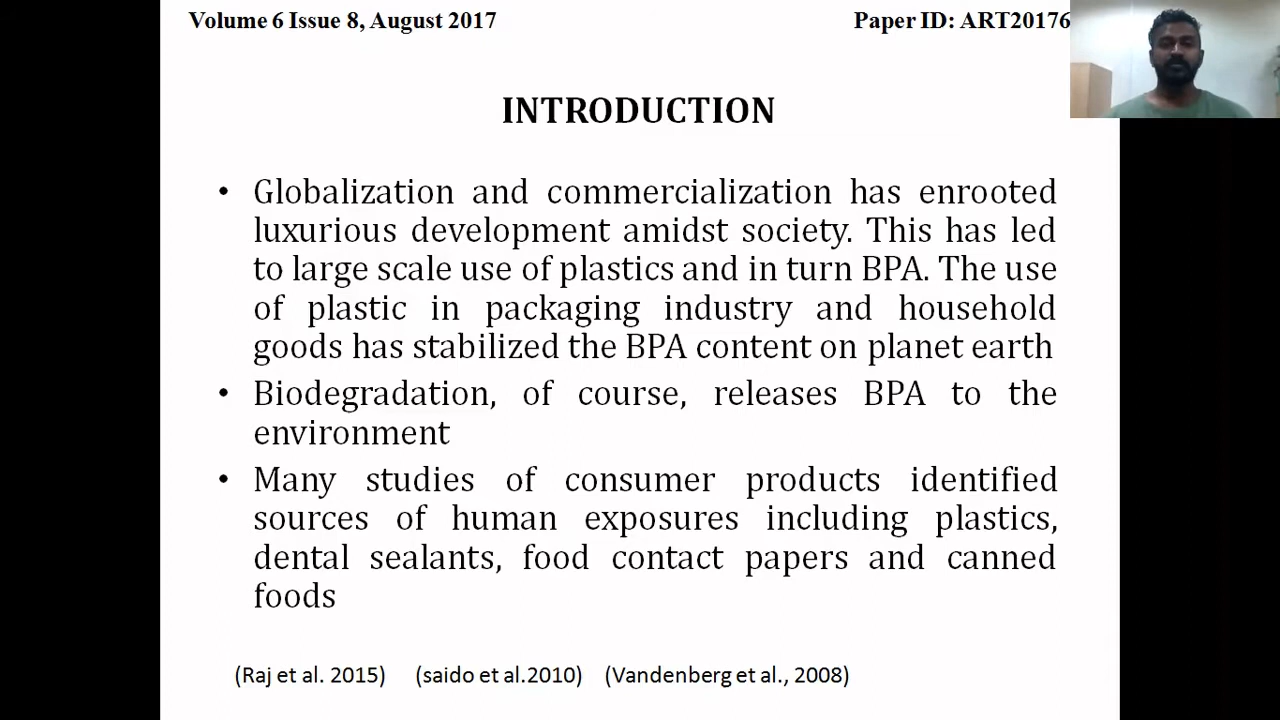 Volume 6 Issue 8, August 2017 Paper ID: ART20176
INTRODUCTION
• Globalization and commercialization has enrooted
luxurious development amidst society. This has led
to large scale use of plastics and in turn BPA. The use
of plastic in packaging industry and household
goods has stabilized the BPA content on planet earth
• Biodegradation, of course, releases BPA to the
environment
• Many studies of consumer products identified
sources of human exposures including plastics,
dental sealants, food contact papers and canned
foods
(Raj et al. 2015) (saido et al.2010) (Vandenberg et al., 2008)